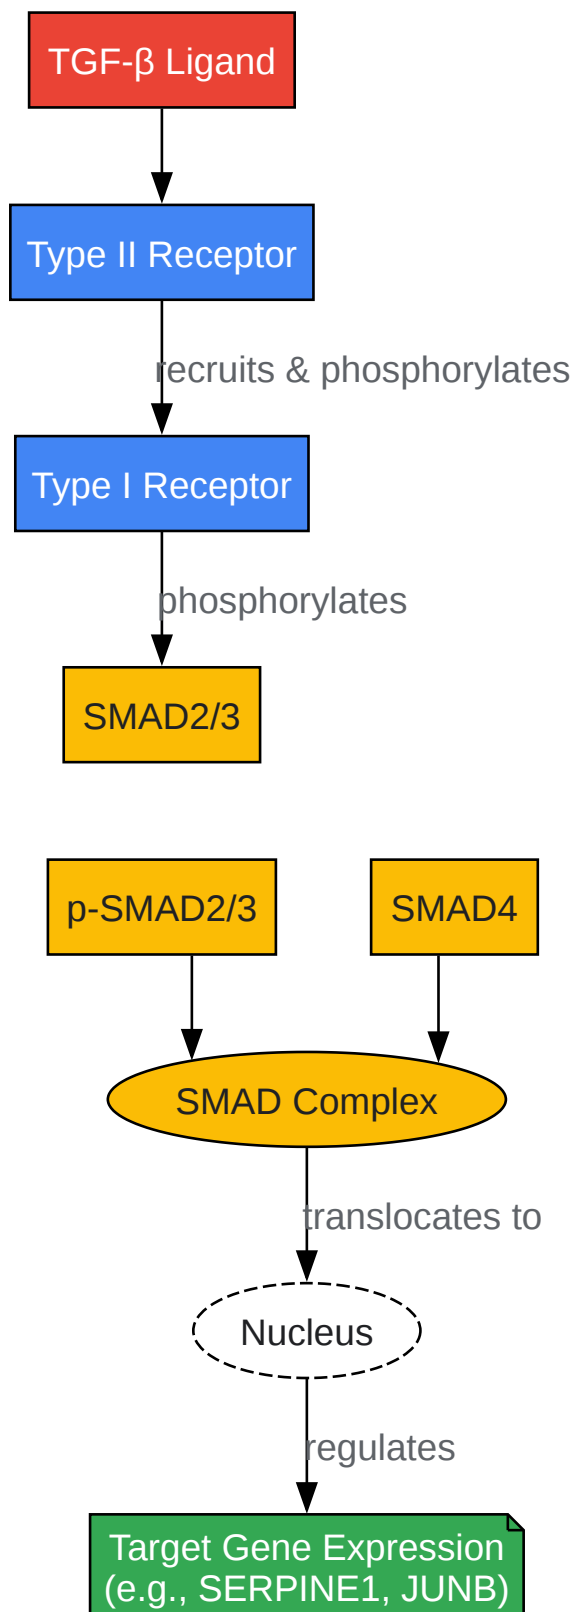 TGF-β Ligand
Type II Receptor
recruits & phosphorylates
Type I Receptor
phosphorylates
SMAD2/3
p-SMAD2/3
SMAD4
SMAD Complex
translocates to
Nucleus
regulates
Target Gene Expression
(e.g., SERPINE1, JUNB)